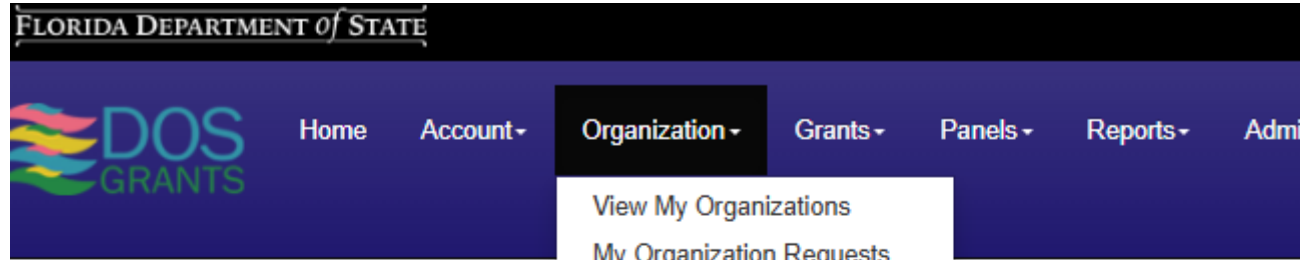 FLORIDA DEPARTMENT of STATE
DOS
GRANTS
Home Account Organization Grants Panels Reports
View My Organizations
My Organization Requests